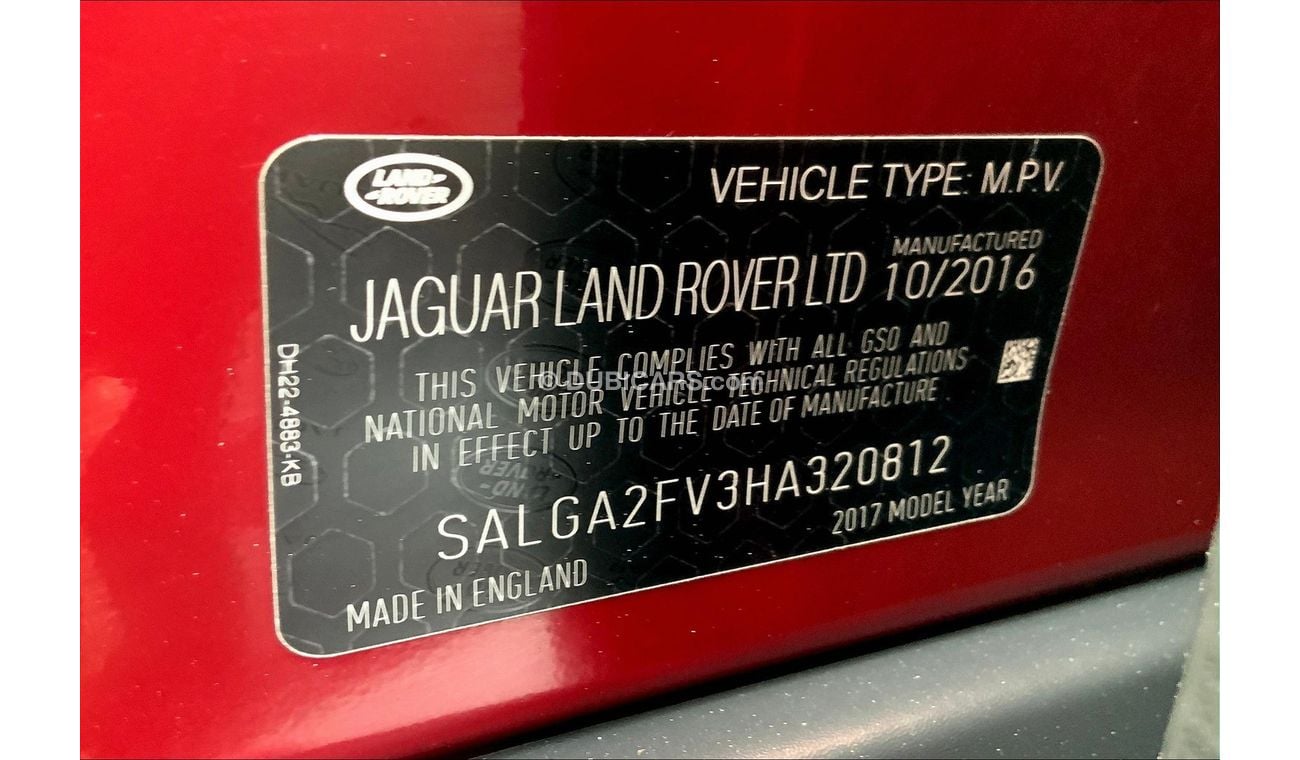 LAND-
-ROVER
VEHICLE TYPE: M.P.V.
MANUFACTURED
JAGUAR LAND ROVER LTD 10/2016
THIS VEHICLE COMPLIES WITH ALL GSO AND
NATIONAL MOTOR VEHICLE TECHNICAL REGULATIONS
IN EFFECT UP TO THE DATE OF MANUFACTURE
© DUBICARS.com
SALGA2FV3HA320812
2017 MODEL YEAR
MADE IN ENGLAND
DH22-4883-KB